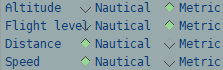 Altitude Nautical Metric
Flight level Nautical Metric
Distance Nautical Metric
Speed Nautical Metric